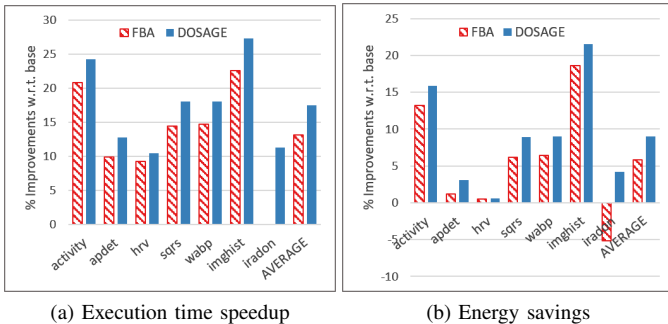 FBA DOSAGE
% Improvements w.r.t. base
30
25
20
15
10
5
0
activity
apdet
hrv
sqrs
wabp
imghist
iradon
AVERAGE
(a) Execution time speedup
FBA DOSAGE
% Improvements w.r.t. base
25
20
15
10
5
0
-5
-10
activity
apdet
hrv
sqrs
wabp
imghist
iradon
AVERAGE
(b) Energy savings